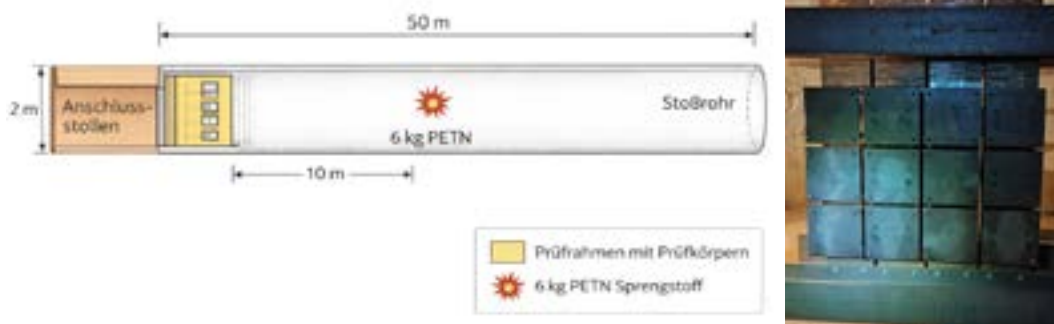 50 m
2 m
Anschluss-
stollen
Stoßrohr
6 kg PETN
10 m
Prüfrahmen mit Prüfkörpern
6 kg PETN Sprengstoff